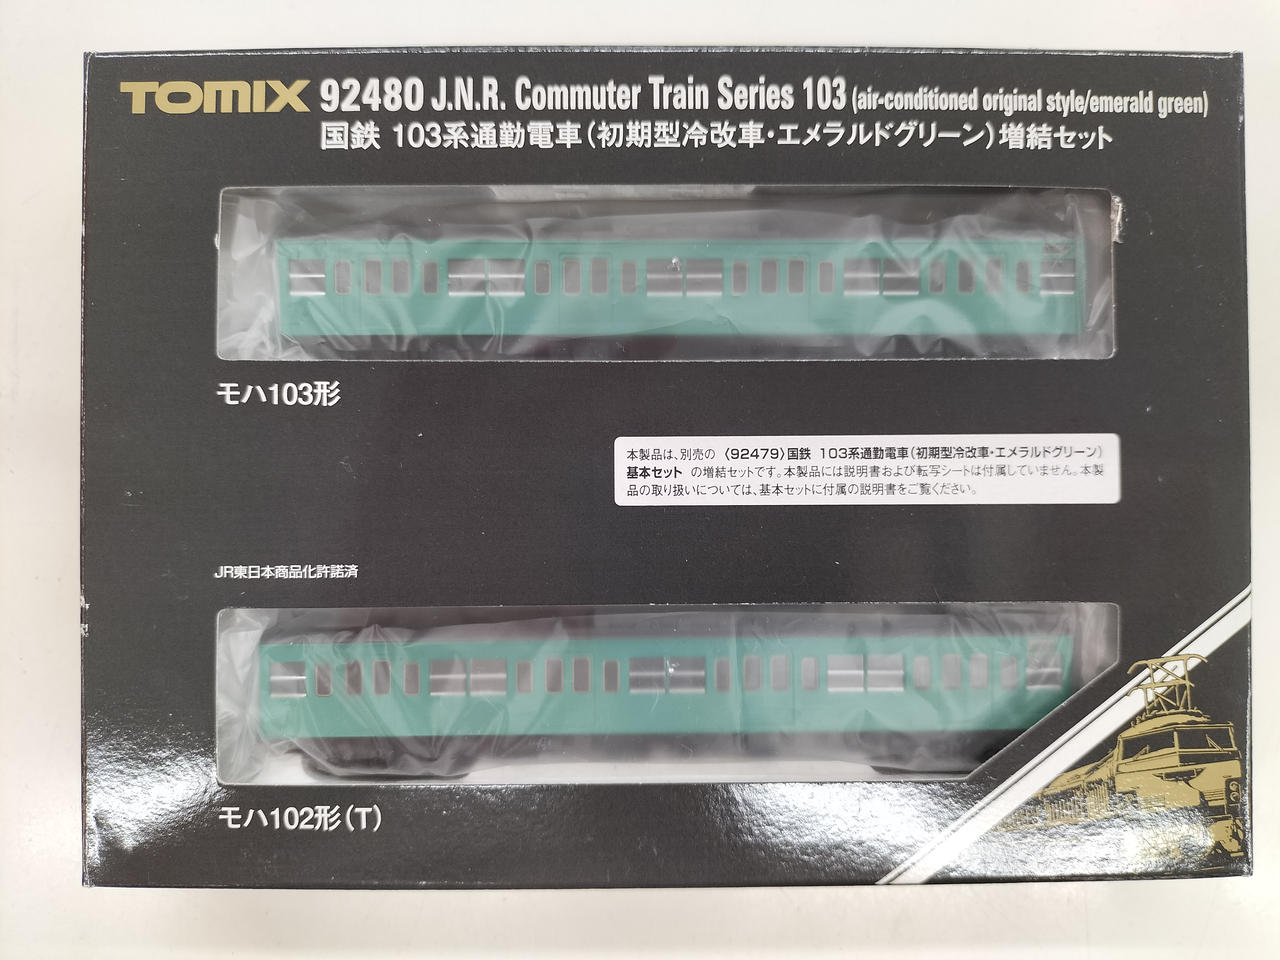 TOMIX 92480 J.N.R. Commuter Train Series 103 (air-conditioned original style/emerald green)
国鉄 103系通勤電車(初期型冷改車・エメラルドグリーン)増結セット
モハ103形
本製品は、別売の 〈92479〉国鉄 103系通勤電車(初期型冷改車・エメラルドグリーン)
基本セット の増結セットです。本製品には説明書および転写シートは付属していません。本製
品の取り扱いについては、基本セットに付属の説明書をご覧ください。
JR東日本商品化許諾済
モハ102形(T)